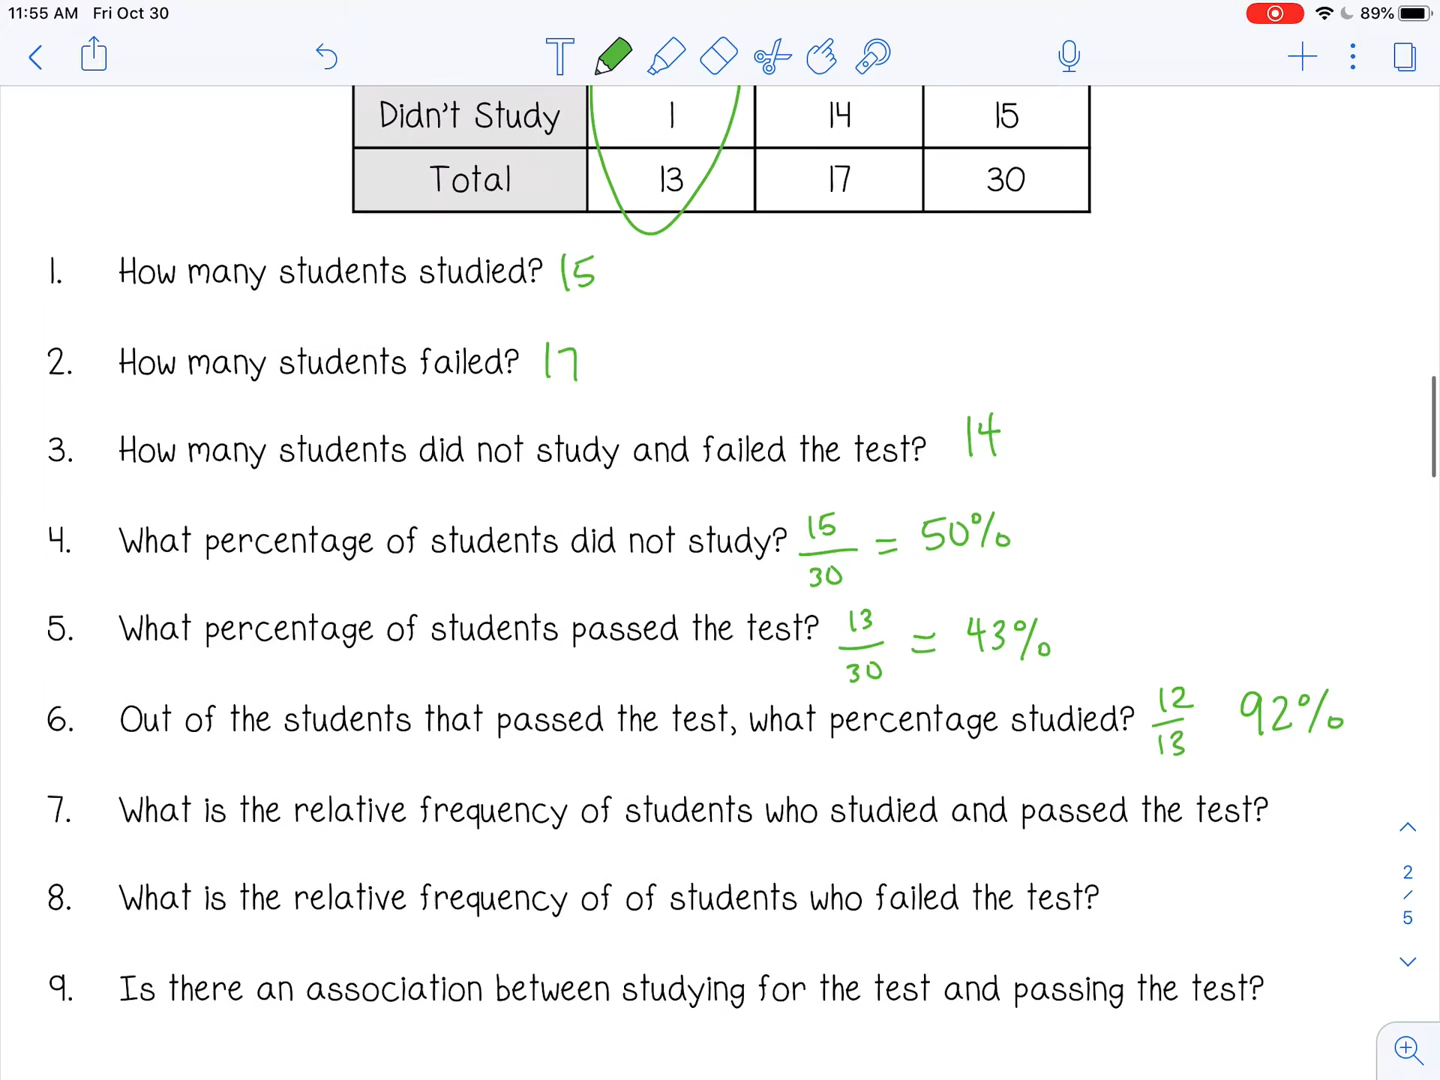 11:55 AM Fri Oct 30 89%
T
Didn't Study 1 14 15
Total 13 17 30
1. How many students studied? 15
2. How many students failed? 17
3. How many students did not study and failed the test? 14
4. What percentage of students did not study? 15/30 = 50%
5. What percentage of students passed the test? 13/30 = 43%
6. Out of the students that passed the test, what percentage studied? 12/13 92%
7. What is the relative frequency of students who studied and passed the test?
8. What is the relative frequency of of students who failed the test?
9. Is there an association between studying for the test and passing the test?
2
/
5